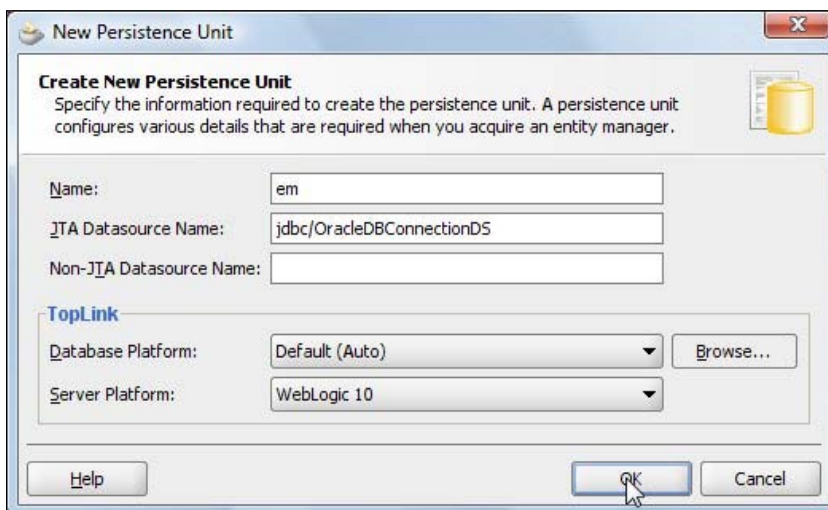 New Persistence Unit
Create New Persistence Unit
Specify the information required to create the persistence unit. A persistence unit
configures various details that are required when you acquire an entity manager.
Name: em
JTA Datasource Name: jdbc/OracleDBConnectionDS
Non-JTA Datasource Name:
TopLink
Database Platform: Default (Auto) Browse...
Server Platform: WebLogic 10
Help OK Cancel